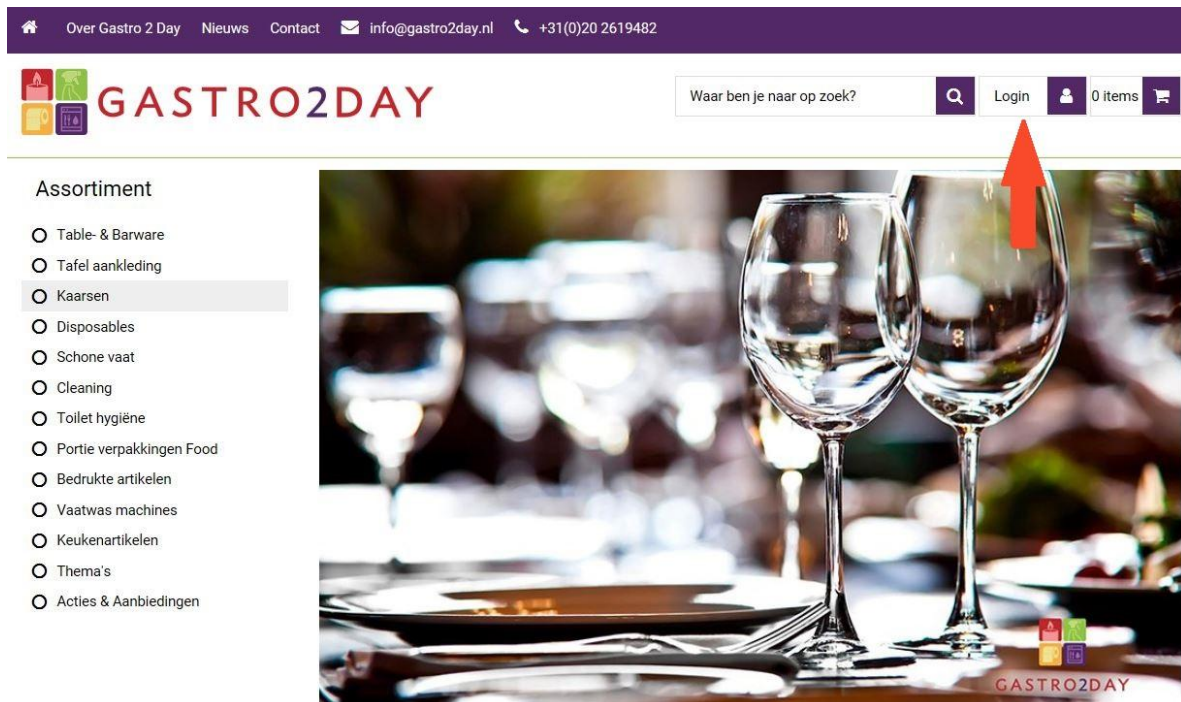 Over Gastro 2 Day Nieuws Contact info@gastro2day.nl +31(0)20 2619482
GASTRO2DAY
Waar ben je naar op zoek? Login 0 items
Assortiment
Table- & Barware
Tafel aankleding
Kaarsen
Disposables
Schone vaat
Cleaning
Toilet hygiëne
Portie verpakkingen Food
Bedrukte artikelen
Vaatwas machines
Keukenartikelen
Thema's
Acties & Aanbiedingen
GASTRO2DAY